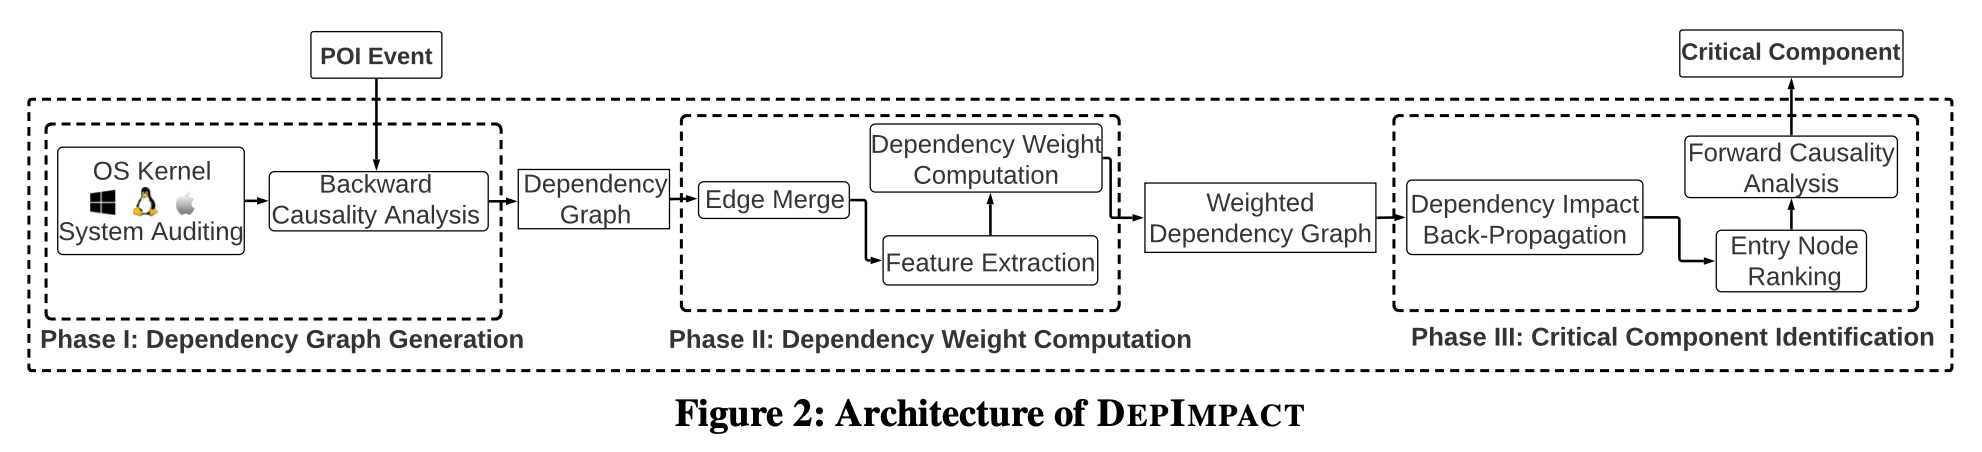 POI Event
Critical Component
OS Kernel
System Auditing
Backward
Causality Analysis
Dependency
Graph
Edge Merge
Dependency Weight
Computation
Feature Extraction
Weighted
Dependency Graph
Dependency Impact
Back-Propagation
Forward Causality
Analysis
Entry Node
Ranking
Phase I: Dependency Graph Generation
Phase II: Dependency Weight Computation
Phase III: Critical Component Identification
Figure 2: Architecture of DEPIMPACT